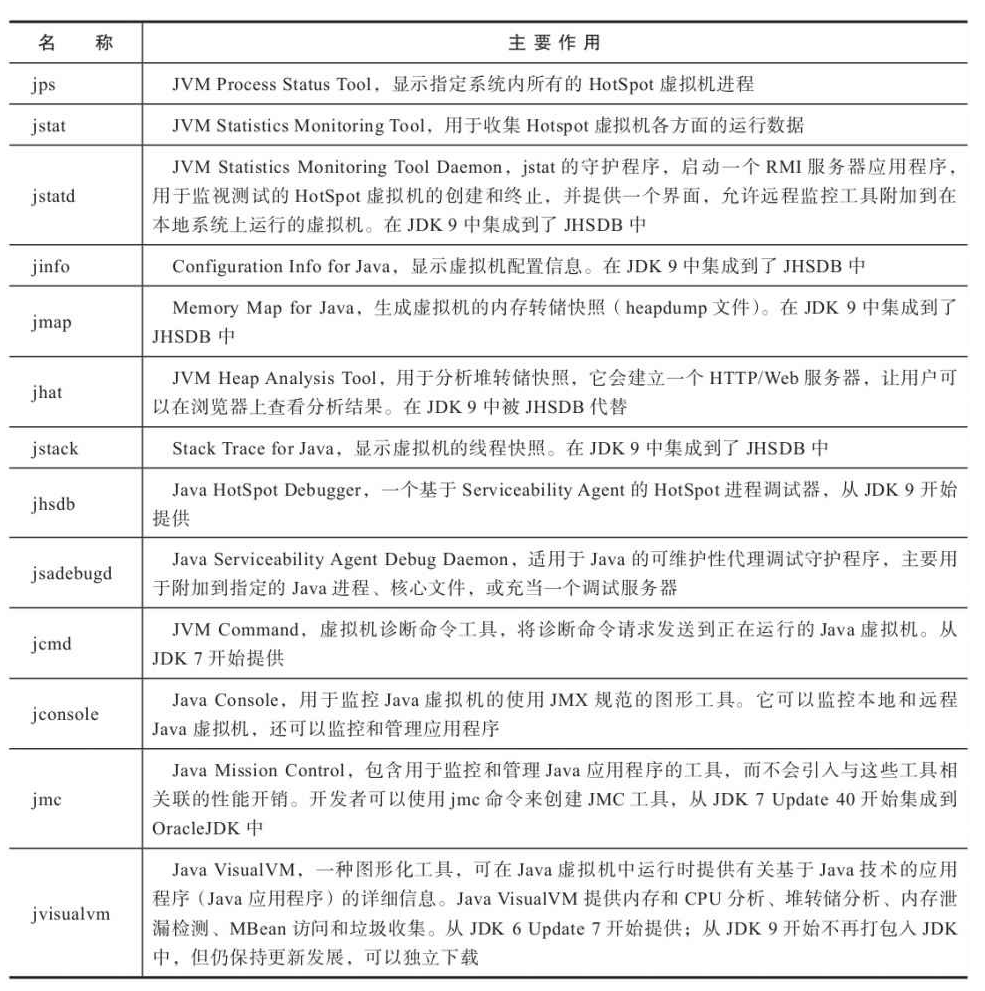 名 称 主要作用
jps JVM Process Status Tool，显示指定系统内所有的 HotSpot 虚拟机进程
jstat JVM Statistics Monitoring Tool，用于收集 Hotspot 虚拟机各方面的运行数据
JVM Statistics Monitoring Tool Daemon，jstat 的守护程序，启动一个 RMI 服务器应用程序，
jstatd 用于监视测试的 HotSpot 虚拟机的创建和终止，并提供一个界面，允许远程监控工具附加到在
本地系统上运行的虚拟机。在 JDK 9 中集成到了 JHSDB 中
jinfo Configuration Info for Java，显示虚拟机配置信息。在 JDK 9 中集成到了 JHSDB 中
jmap Memory Map for Java，生成虚拟机的内存转储快照（heapdump 文件）。在 JDK 9 中集成到了
JHSDB 中
jhat JVM Heap Analysis Tool，用于分析堆转储快照，它会建立一个 HTTP/Web 服务器，让用户可
以在浏览器上查看分析结果。在 JDK 9 中被 JHSDB 代替
jstack Stack Trace for Java，显示虚拟机的线程快照。在 JDK 9 中集成到了 JHSDB 中
jhsdb Java HotSpot Debugger，一个基于 Serviceability Agent 的 HotSpot 进程调试器，从 JDK 9 开始
提供
jsadebugd Java Serviceability Agent Debug Daemon，适用于 Java 的可维护性代理调试守护程序，主要用
于附加到指定的 Java 进程、核心文件，或充当一个调试服务器
jcmd JVM Command，虚拟机诊断命令工具，将诊断命令请求发送到正在运行的 Java 虚拟机。从
JDK 7 开始提供
jconsole Java Console，用于监控 Java 虚拟机的使用 JMX 规范的图形工具。它可以监控本地和远程
Java 虚拟机，还可以监控和管理应用程序
Java Mission Control，包含用于监控和管理 Java 应用程序的工具，而不会引入与这些工具相
jmc 关联的性能开销。开发者可以使用 jmc 命令来创建 JMC 工具，从 JDK 7 Update 40 开始集成到
OracleJDK 中
Java VisualVM，一种图形化工具，可在 Java 虚拟机中运行时提供有关基于 Java 技术的应用
程序（Java 应用程序）的详细信息。Java VisualVM 提供内存和 CPU 分析、堆转储分析、内存泄
jvisualvm 漏检测、MBean 访问和垃圾收集。从 JDK 6 Update 7 开始提供；从 JDK 9 开始不再打包入 JDK
中，但仍保持更新发展，可以独立下载